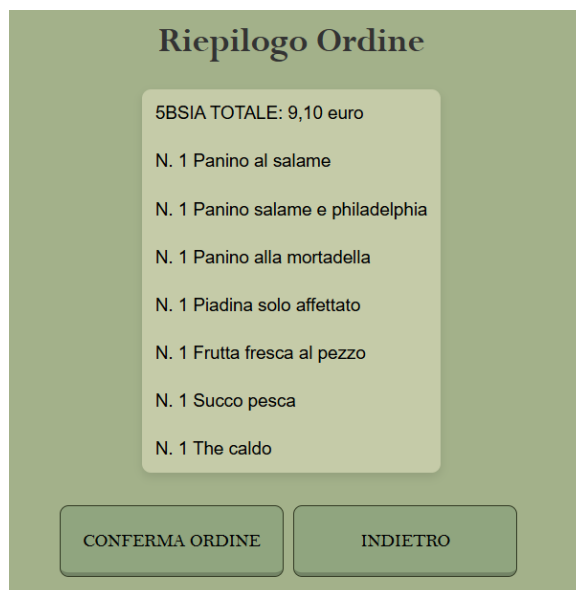 Riepilogo Ordine
5BSIA TOTALE: 9,10 euro
N. 1 Panino al salame
N. 1 Panino salame e philadelphia
N. 1 Panino alla mortadella
N. 1 Piadina solo affettato
N. 1 Frutta fresca al pezzo
N. 1 Succo pesca
N. 1 The caldo
CONFERMA ORDINE
INDIETRO